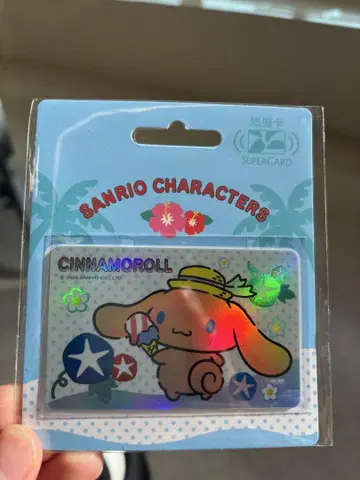 悠遊卡
SUPERCARD
SANRIO CHARACTERS
CINNAMOROLL